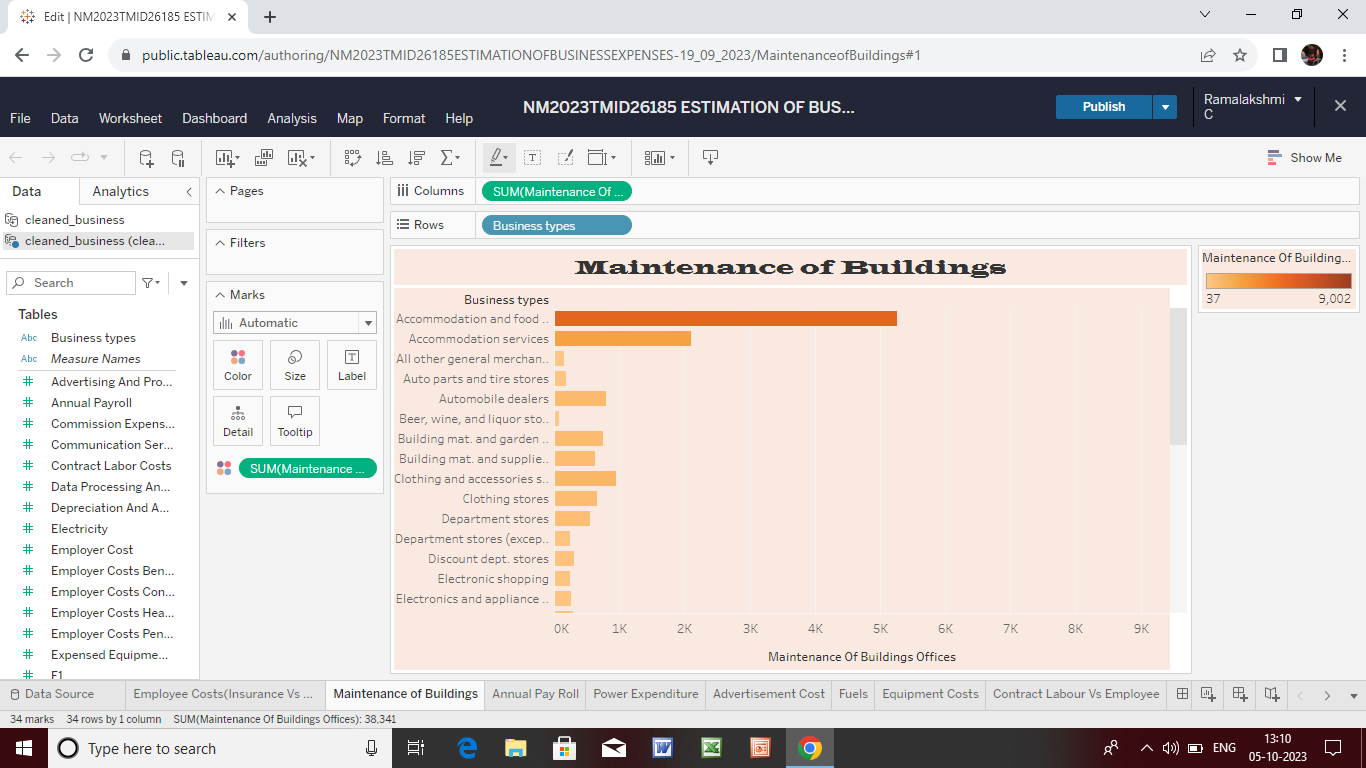 Edit | NM2023TMID26185 ESTIM
public.tableau.com/authoring/NM2023TMID26185ESTIMATIONOFBUSINESSEXPENSES-19_09_2023/MaintenanceofBuildings#1
NM2023TMID26185 ESTIMATION OF BUS...
Publish
Ramalakshmi C
File Data Worksheet Dashboard Analysis Map Format Help
Show Me
Data Analytics
cleaned_business
cleaned_business (clea...
Search
Tables
Abc Business types
Abc Measure Names
Advertising And Pro...
Annual Payroll
Commission Expens...
Communication Ser...
Contract Labor Costs
Data Processing An...
Depreciation And A...
Electricity
Employer Cost
Employer Costs Ben...
Employer Costs Con...
Employer Costs Hea...
Employer Costs Pen...
Expensed Equipme...
F1
Pages
Filters
Marks
Automatic
Color Size Label
Detail Tooltip
SUM(Maintenance ...
Columns SUM(Maintenance Of ...
Rows Business types
Maintenance of Buildings
Business types
Accommodation and food ..
Accommodation services
All other general merchan..
Auto parts and tire stores
Automobile dealers
Beer, wine, and liquor sto..
Building mat. and garden ..
Building mat. and supplie..
Clothing and accessories s..
Clothing stores
Department stores
Department stores (excep..
Discount dept. stores
Electronic shopping
Electronics and appliance ..
0K 1K 2K 3K 4K 5K 6K 7K 8K 9K
Maintenance Of Buildings Offices
Maintenance Of Building...
37 9,002
Data Source Employee Costs(Insurance Vs ... Maintenance of Buildings Annual Pay Roll Power Expenditure Advertisement Cost Fuels Equipment Costs Contract Labour Vs Employee
34 marks 34 rows by 1 column SUM(Maintenance Of Buildings Offices): 38,341
Type here to search
ENG
13:10
05-10-2023